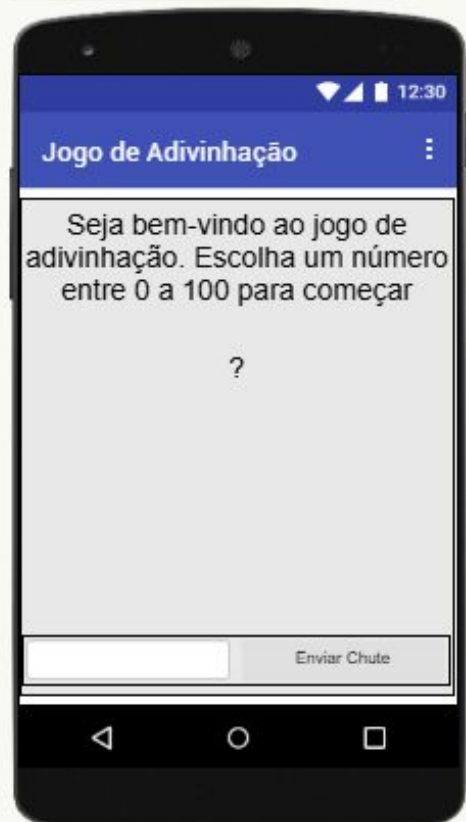 12:30
Jogo de Adivinhação
Seja bem-vindo ao jogo de
adivinhação. Escolha um número
entre 0 a 100 para começar
?
Enviar Chute